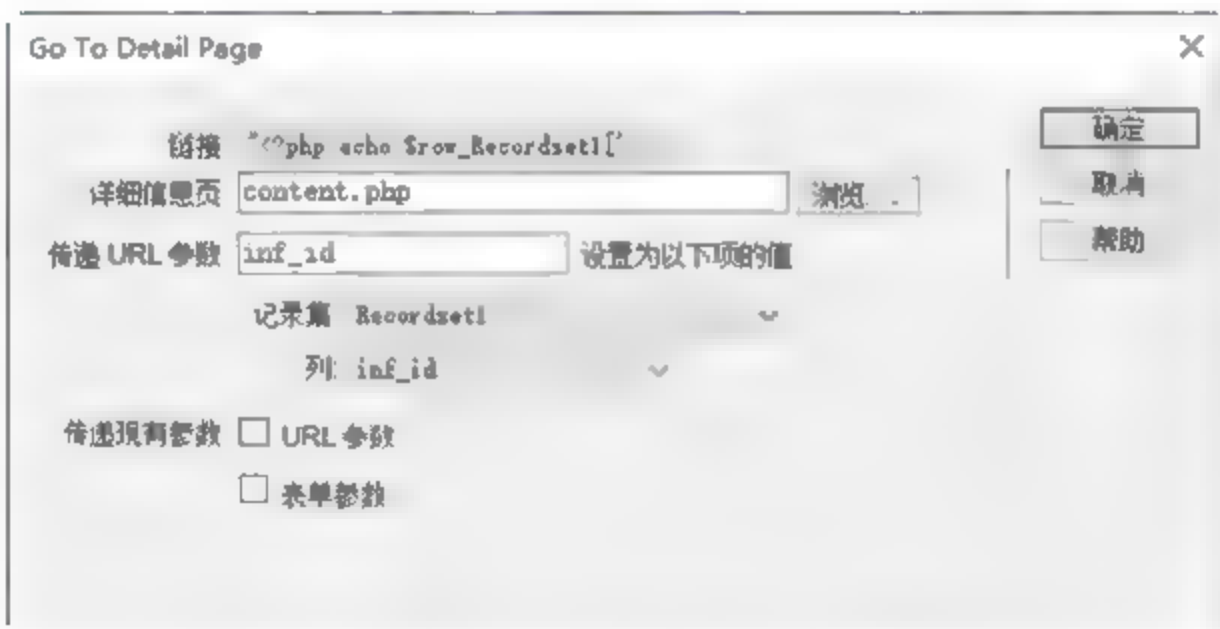 Go To Detail Page
链接 "<?php echo $row_Recordset1['
确定
详细信息页 content.php 浏览...
取消
传递 URL 参数 inf_id 设置为以下项的值
帮助
记录集 Recordset1
列: inf_id
传递现有参数 URL 参数
表单参数